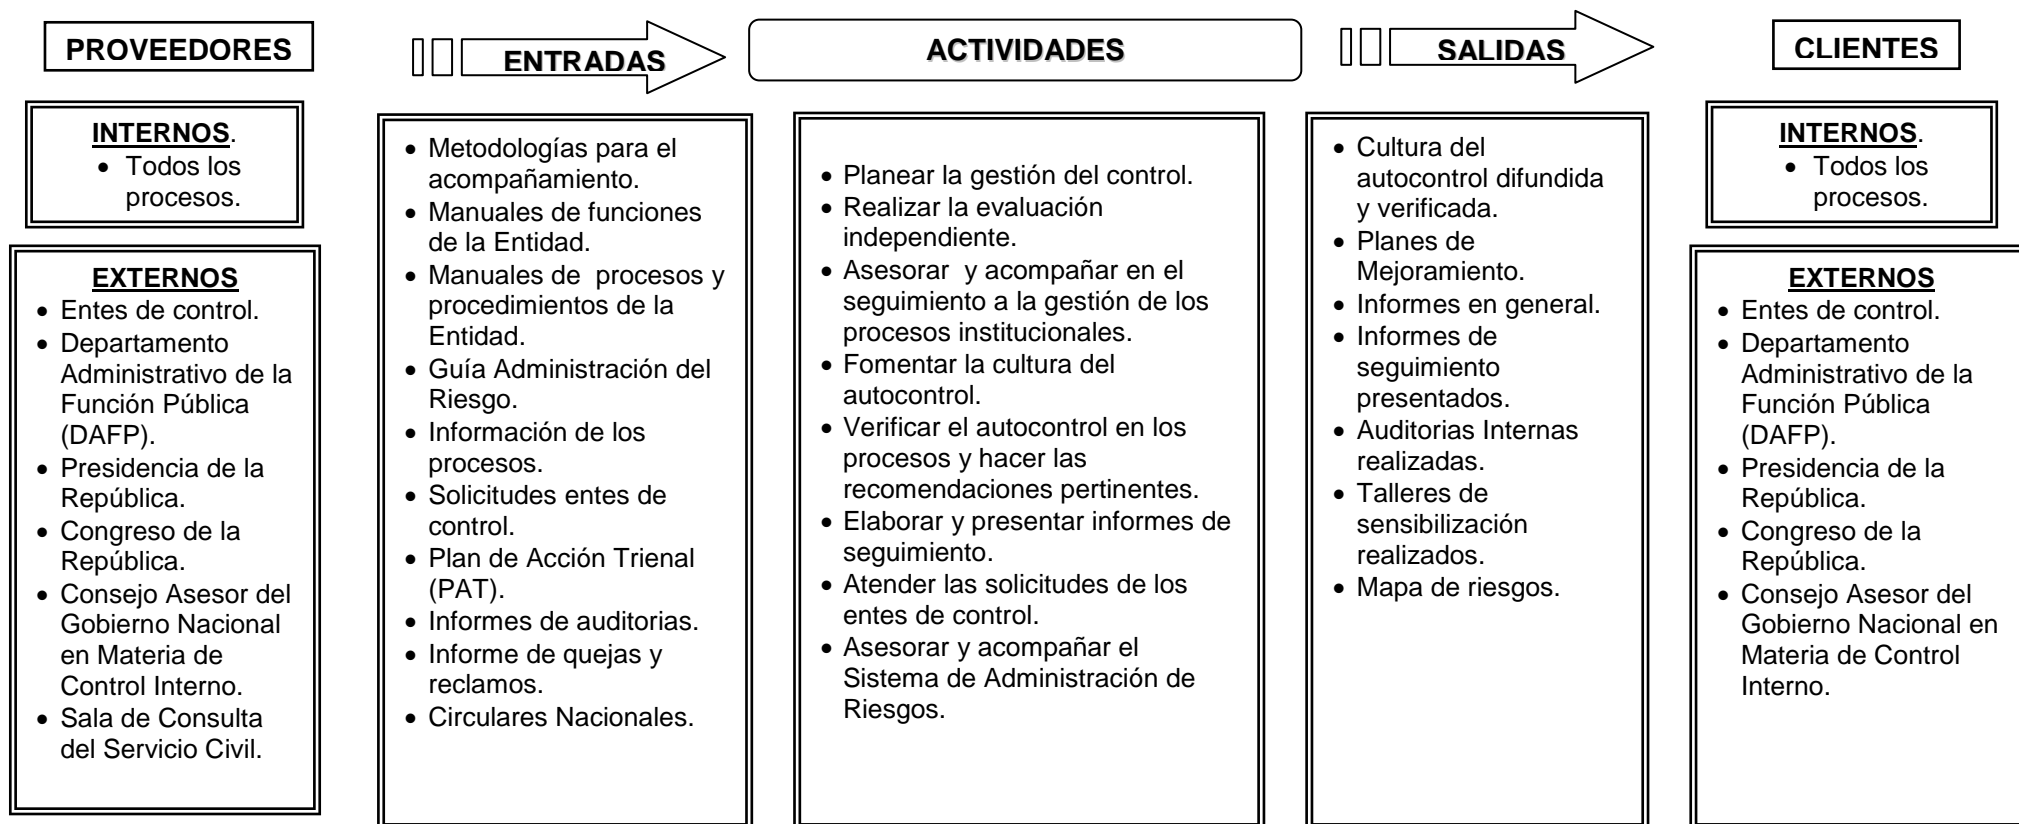 PROVEEDORES
ENTRADAS
ACTIVIDADES
SALIDAS
CLIENTES
INTERNOS.
• Todos los
procesos.
EXTERNOS
• Entes de control.
• Departamento
Administrativo de la
Función Pública
(DAFP).
• Presidencia de la
República.
• Congreso de la
República.
• Consejo Asesor del
Gobierno Nacional
en Materia de
Control Interno.
• Sala de Consulta
del Servicio Civil.
• Metodologías para el
acompañamiento.
• Manuales de funciones
de la Entidad.
• Manuales de  procesos y
procedimientos de la
Entidad.
• Guía Administración del
Riesgo.
• Información de los
procesos.
• Solicitudes entes de
control.
• Plan de Acción Trienal
(PAT).
• Informes de auditorias.
• Informe de quejas y
reclamos.
• Circulares Nacionales.
• Planear la gestión del control.
• Realizar la evaluación
independiente.
• Asesorar  y acompañar en el
seguimiento a la gestión de los
procesos institucionales.
• Fomentar la cultura del
autocontrol.
• Verificar el autocontrol en los
procesos y hacer las
recomendaciones pertinentes.
• Elaborar y presentar informes de
seguimiento.
• Atender las solicitudes de los
entes de control.
• Asesorar y acompañar el
Sistema de Administración de
Riesgos.
• Cultura del
autocontrol difundida
y verificada.
• Planes de
Mejoramiento.
• Informes en general.
• Informes de
seguimiento
presentados.
• Auditorias Internas
realizadas.
• Talleres de
sensibilización
realizados.
• Mapa de riesgos.
INTERNOS.
• Todos los
procesos.
EXTERNOS
• Entes de control.
• Departamento
Administrativo de la
Función Pública
(DAFP).
• Presidencia de la
República.
• Congreso de la
República.
• Consejo Asesor del
Gobierno Nacional en
Materia de Control
Interno.